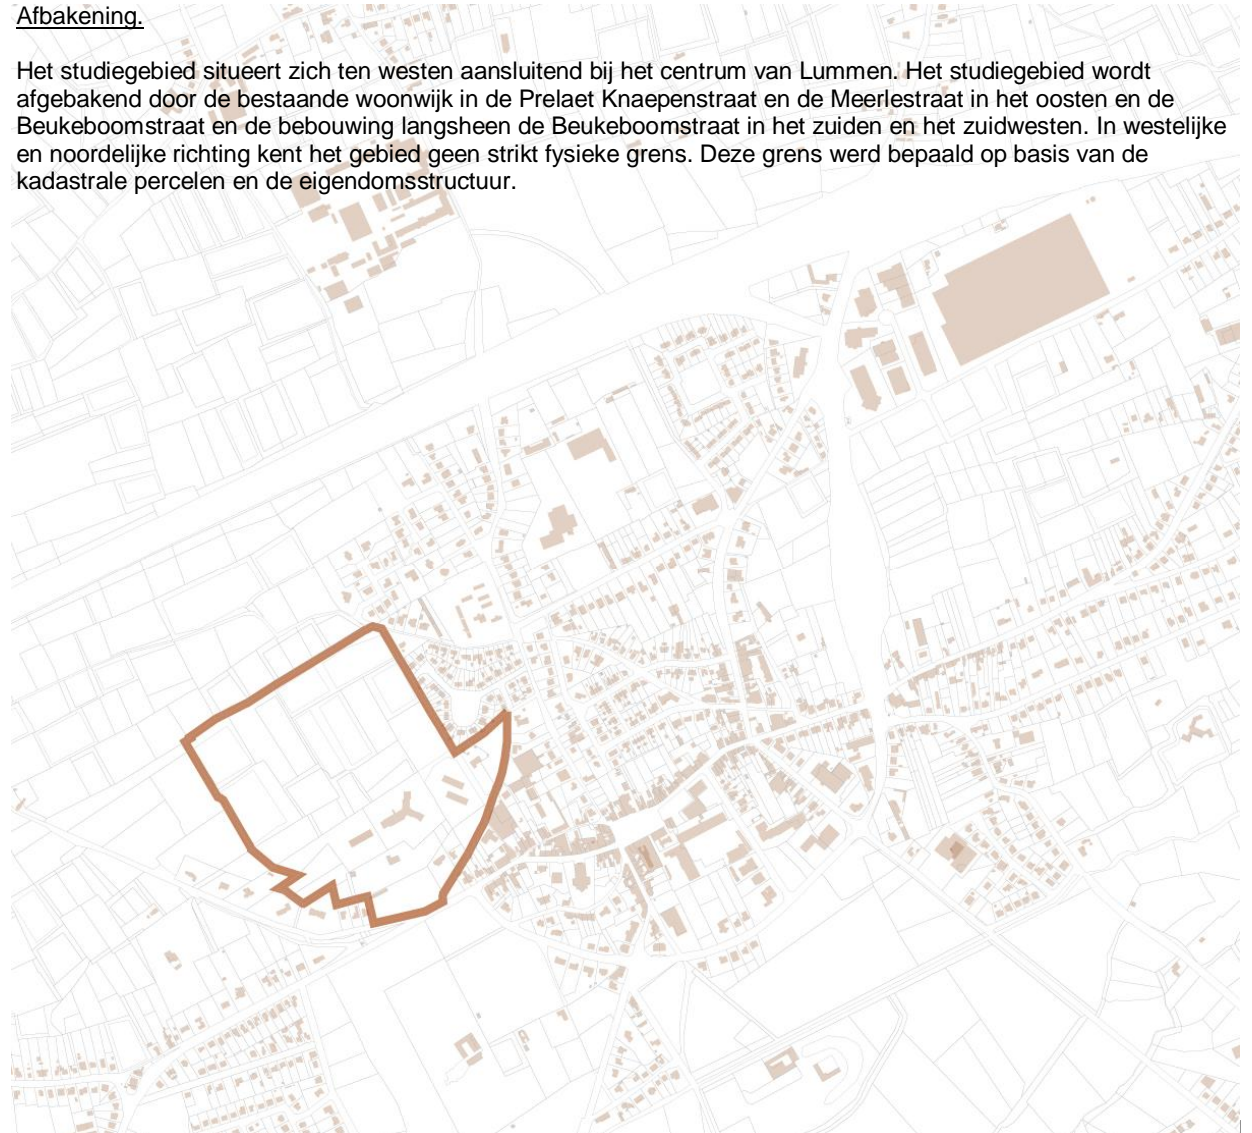 Afbakening.
Het studiegebied situeert zich ten westen aansluitend bij het centrum van Lummen. Het studiegebied wordt
afgebakend door de bestaande woonwijk in de Prelaet Knaepenstraat en de Meerlestraat in het oosten en de
Beukeboomstraat en de bebouwing langsheen de Beukeboomstraat in het zuiden en het zuidwesten. In westelijke
en noordelijke richting kent het gebied geen strikt fysieke grens. Deze grens werd bepaald op basis van de
kadastrale percelen en de eigendomsstructuur.